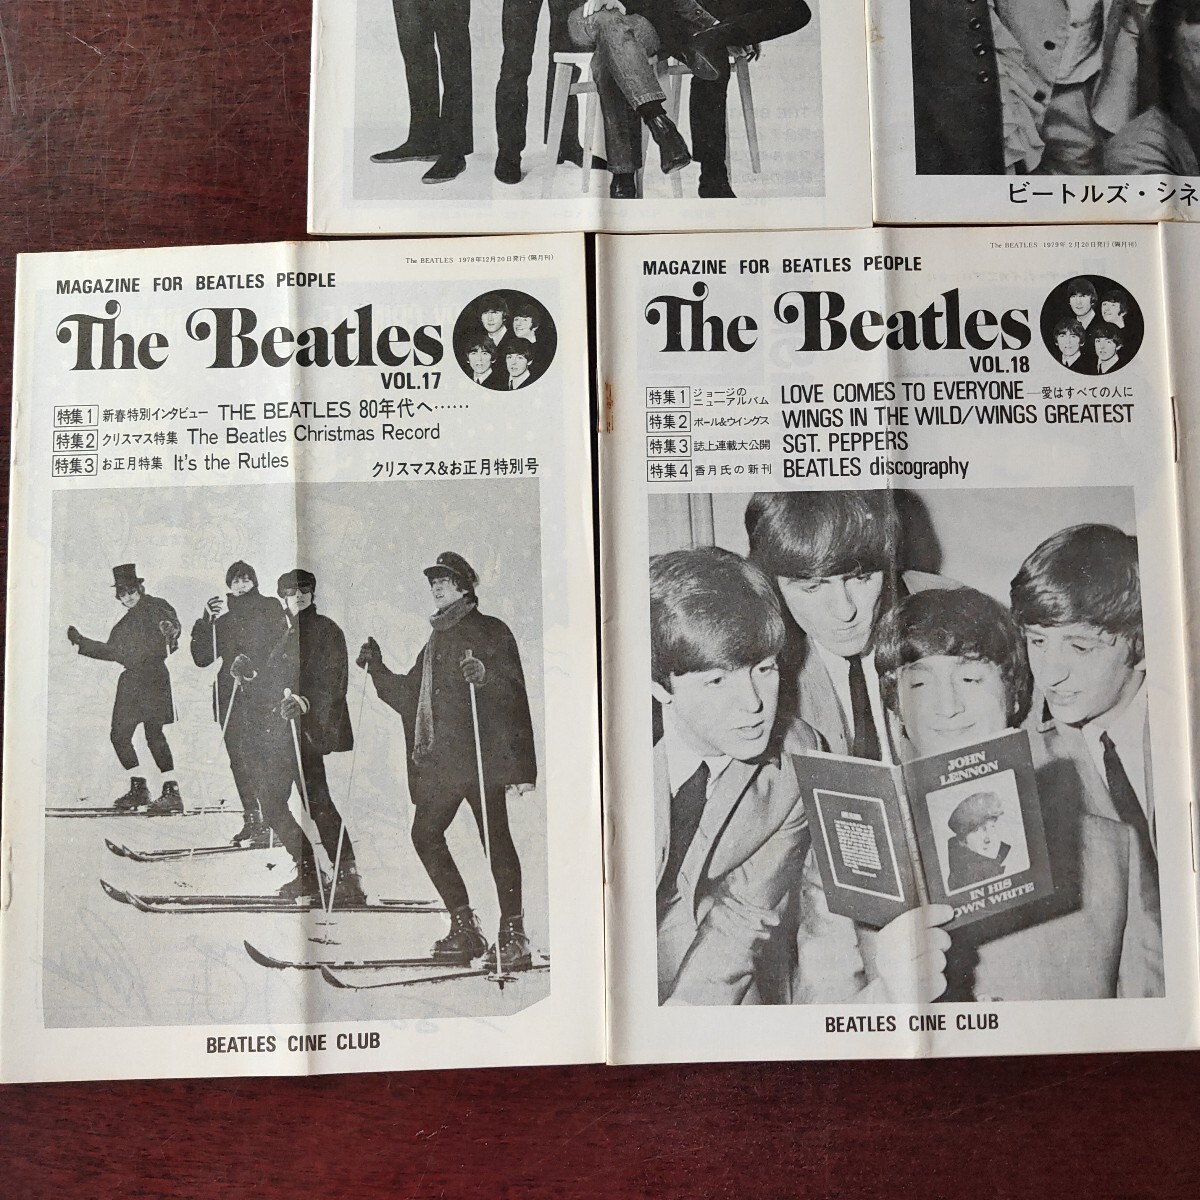 ビートルズ・シネ
The BEATLES 1978年12月20日発行(隔月刊)
MAGAZINE FOR BEATLES PEOPLE
The Beatles
VOL.17
特集1 新春特別インタビュー THE BEATLES 80年代へ……
特集2 クリスマス特集 The Beatles Christmas Record
特集3 お正月特集 It's the Rutles
クリスマス&お正月特別号
BEATLES CINE CLUB
The BEATLES 1979年2月20日発行(隔月刊)
MAGAZINE FOR BEATLES PEOPLE
The Beatles
VOL.18
特集1 ジョージのニューアルバム LOVE COMES TO EVERYONE—愛はすべての人に
特集2 ポール&ウイングス WINGS IN THE WILD/WINGS GREATEST
特集3 誌上連載大公開 SGT. PEPPERS
特集4 香月氏の新刊 BEATLES discography
JOHN
LENNON
IN HIS
OWN WRITE
BEATLES CINE CLUB